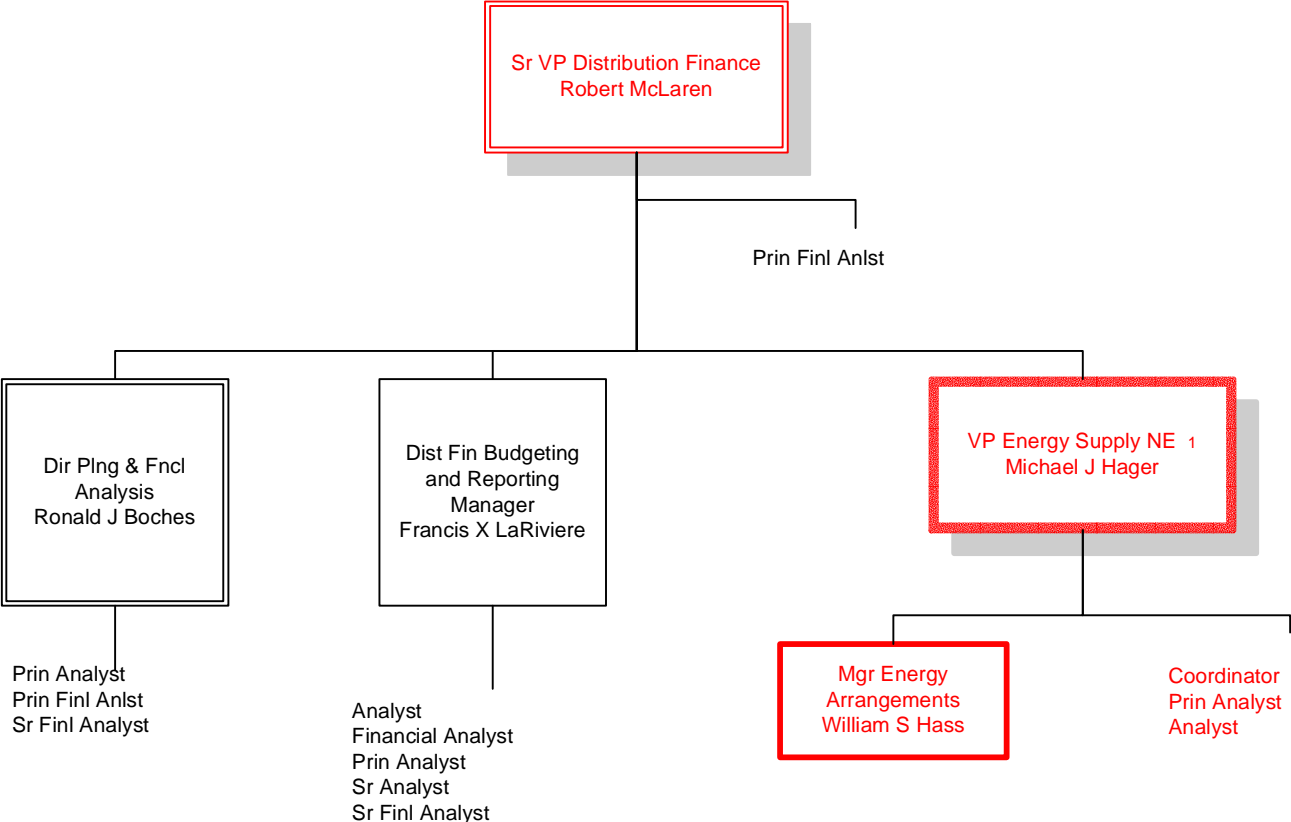 Sr VP Distribution Finance
Robert McLaren
Prin Finl Anlst
Dir Plng & Fncl
Analysis
Ronald J Boches
Dist Fin Budgeting
and Reporting
Manager
Francis X LaRiviere
VP Energy Supply NE 1
Michael J Hager
Prin Analyst
Prin Finl Anlst
Sr Finl Analyst
Analyst
Financial Analyst
Prin Analyst
Sr Analyst
Sr Finl Analyst
Mgr Energy
Arrangements
William S Hass
Coordinator
Prin Analyst
Analyst